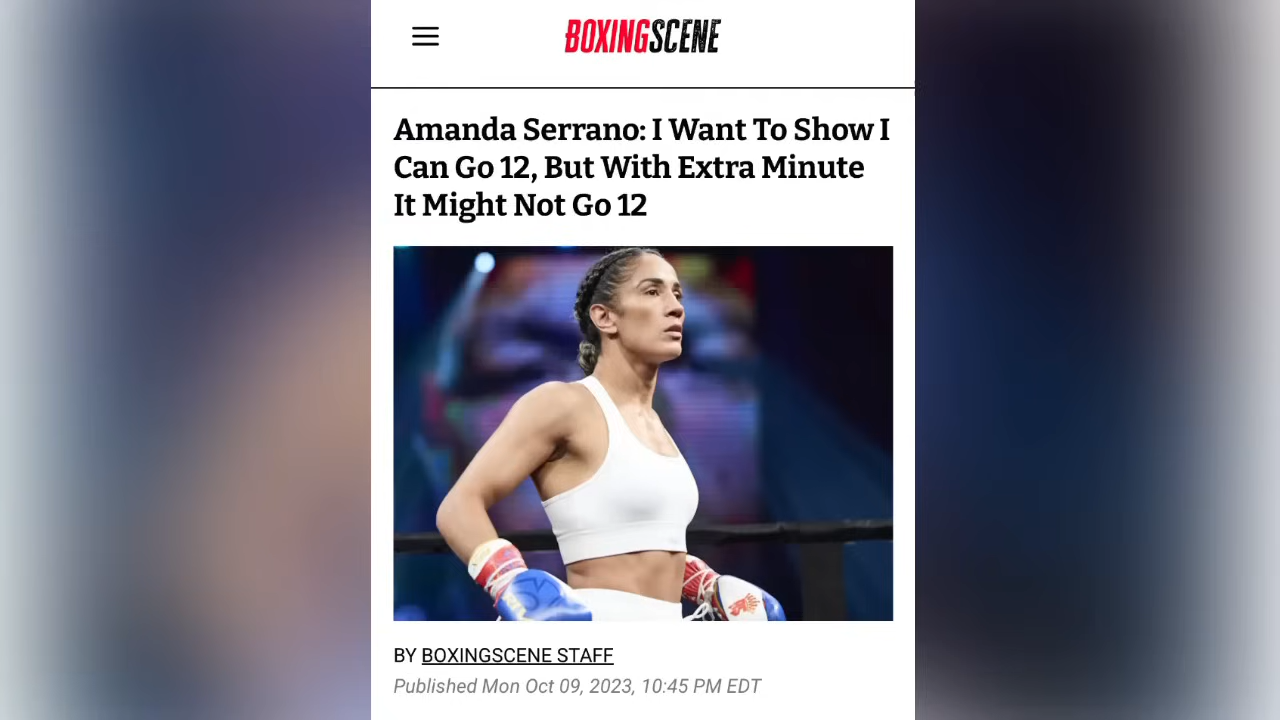 BOXINGSCENE
Amanda Serrano: I Want To Show I
Can Go 12, But With Extra Minute
It Might Not Go 12
BY BOXINGSCENE STAFF
Published Mon Oct 09, 2023, 10:45 PM EDT